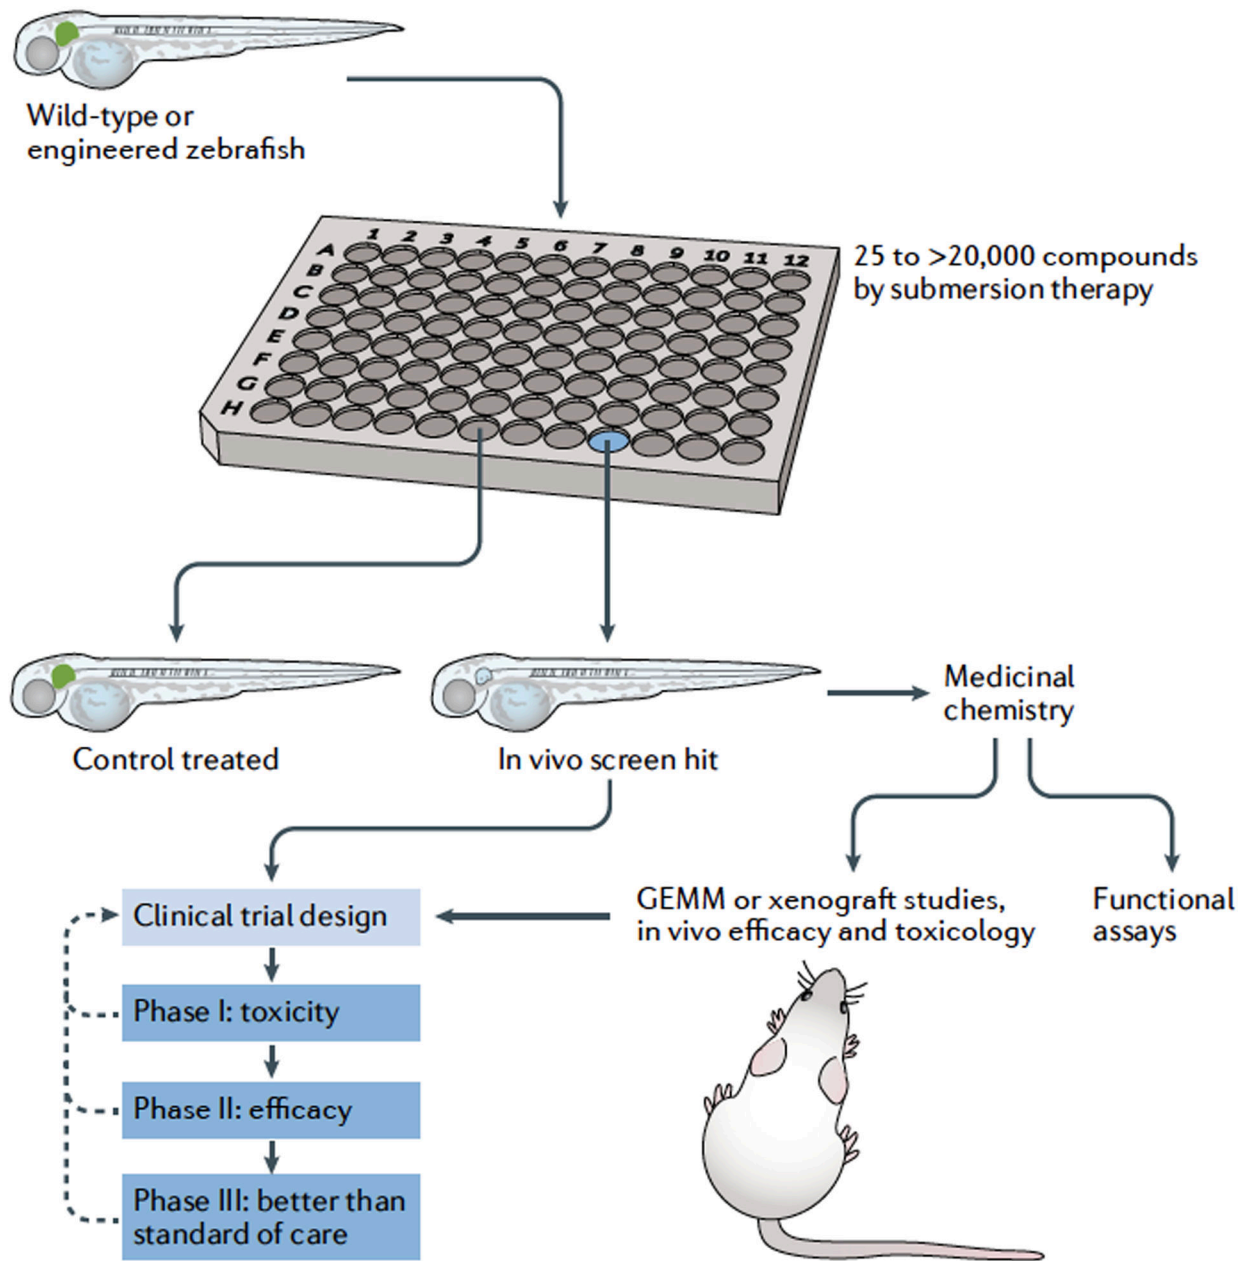 Wild-type or
engineered zebrafish
1 2 3 4 5 6 7 8 9 10 11 12
A
B
C
D
E
F
G
H
25 to >20,000 compounds
by submersion therapy
Control treated
In vivo screen hit
Medicinal
chemistry
GEMM or xenograft studies,
in vivo efficacy and toxicology
Functional
assays
Clinical trial design
Phase I: toxicity
Phase II: efficacy
Phase III: better than
standard of care